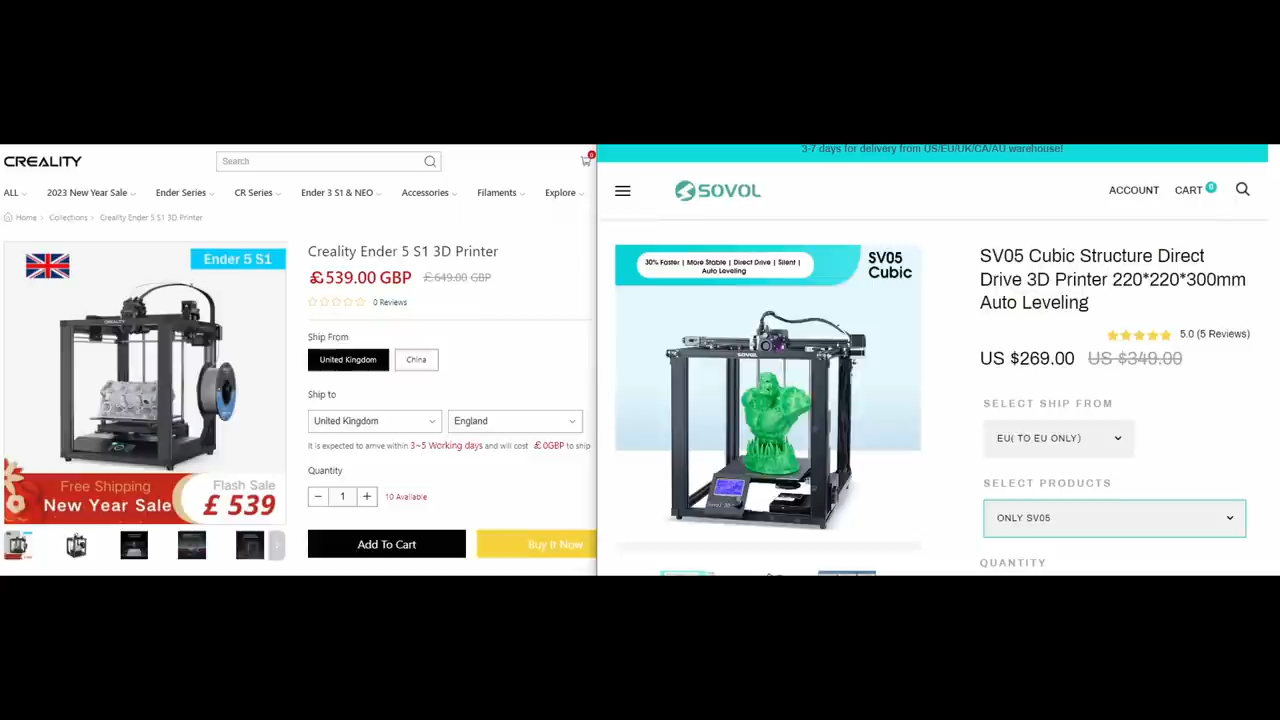 CREALITY
Search
0
ALL
2023 New Year Sale
Ender Series
CR Series
Ender 3 S1 & NEO
Accessories
Filaments
Explore
Home > Collections > Creality Ender 5 S1 3D Printer
Ender 5 S1
CREALITY
Free Shipping
New Year Sale
Flash Sale
£ 539
Creality Ender 5 S1 3D Printer
£539.00 GBP £649.00 GBP
0 Reviews
Ship From
United Kingdom
China
Ship to
United Kingdom
England
It is expected to arrive within 3~5 Working days and will cost £ 0GBP to ship
Quantity
− 1 +
10 Available
Add To Cart
Buy It Now
3-7 days for delivery from US/EU/UK/CA/AU warehouse!
SOVOL
ACCOUNT
CART 0
30% Faster | More Stable | Direct Drive | Silent |
Auto Leveling
SV05
Cubic
SOVOL
SV05 Cubic Structure Direct
Drive 3D Printer 220*220*300mm
Auto Leveling
5.0 (5 Reviews)
US $269.00 US $349.00
SELECT SHIP FROM
EU( TO EU ONLY)
SELECT PRODUCTS
ONLY SV05
QUANTITY